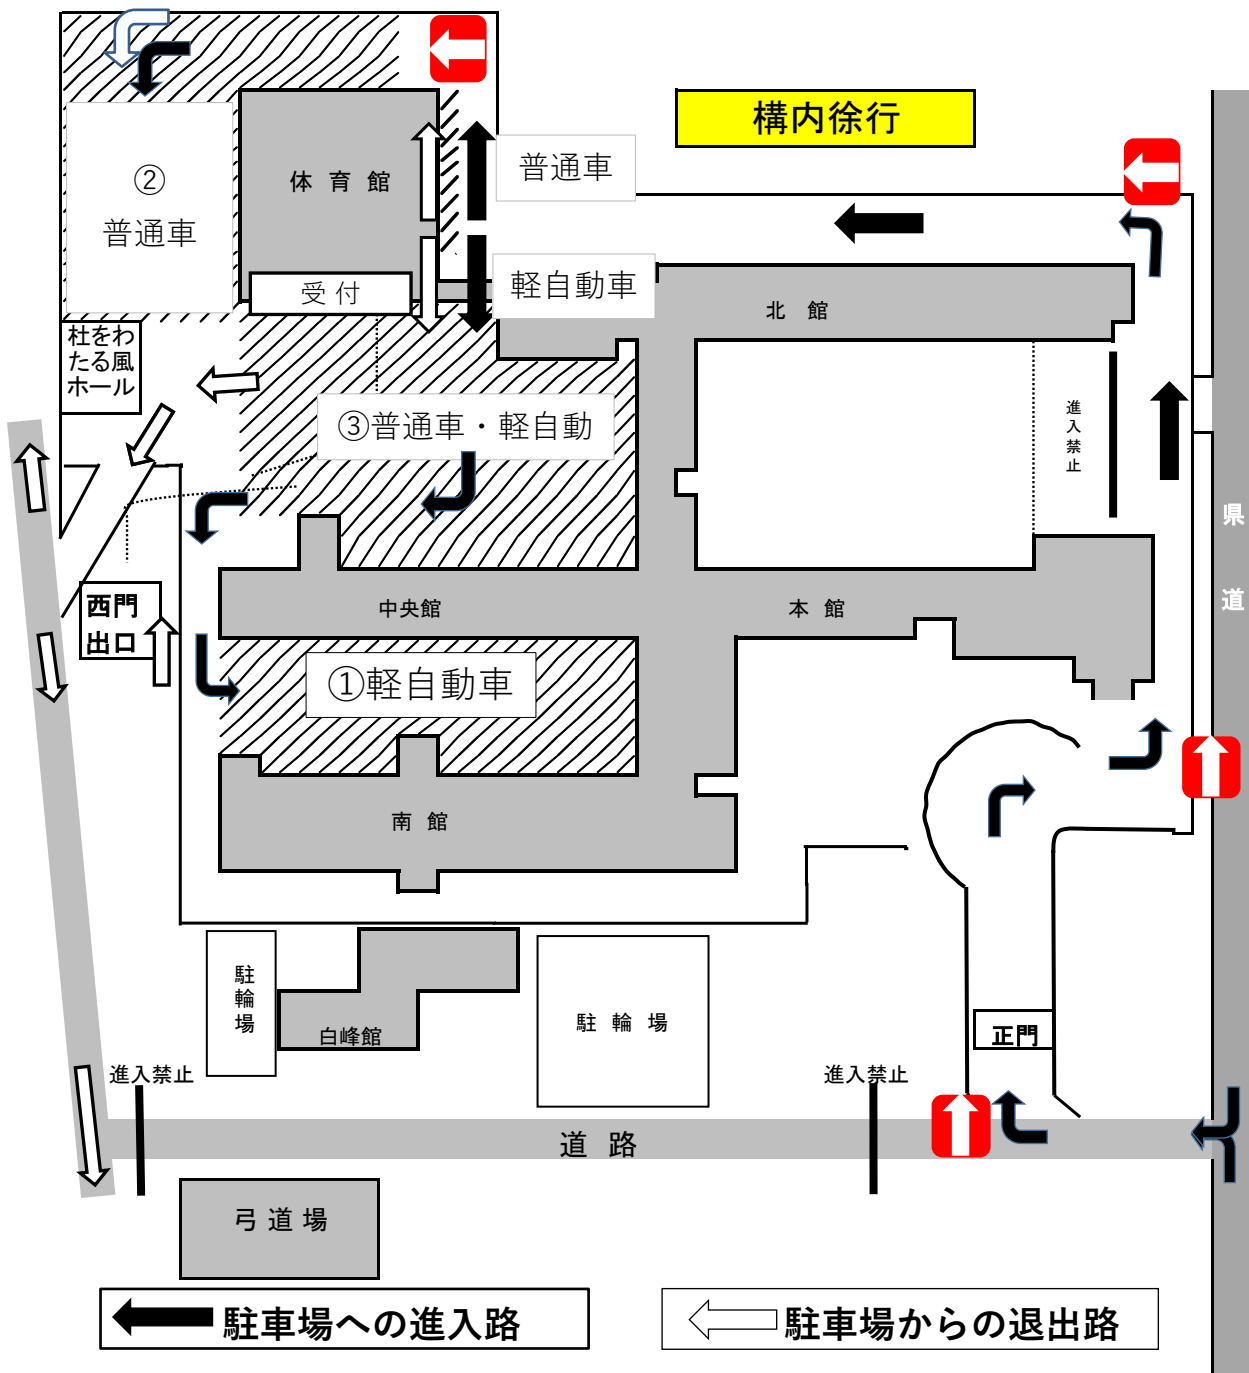 構内徐行
②
普通車
体育館
普通車
軽自動車
受付
北館
杜をわ
たる風
ホール
③普通車・軽自動
進
入
禁
止
県
道
西門
出口
中央館
本館
①軽自動車
南館
駐
輪
場
白峰館
駐輪場
正門
進入禁止
進入禁止
道路
弓道場
駐車場への進入路
駐車場からの退出路